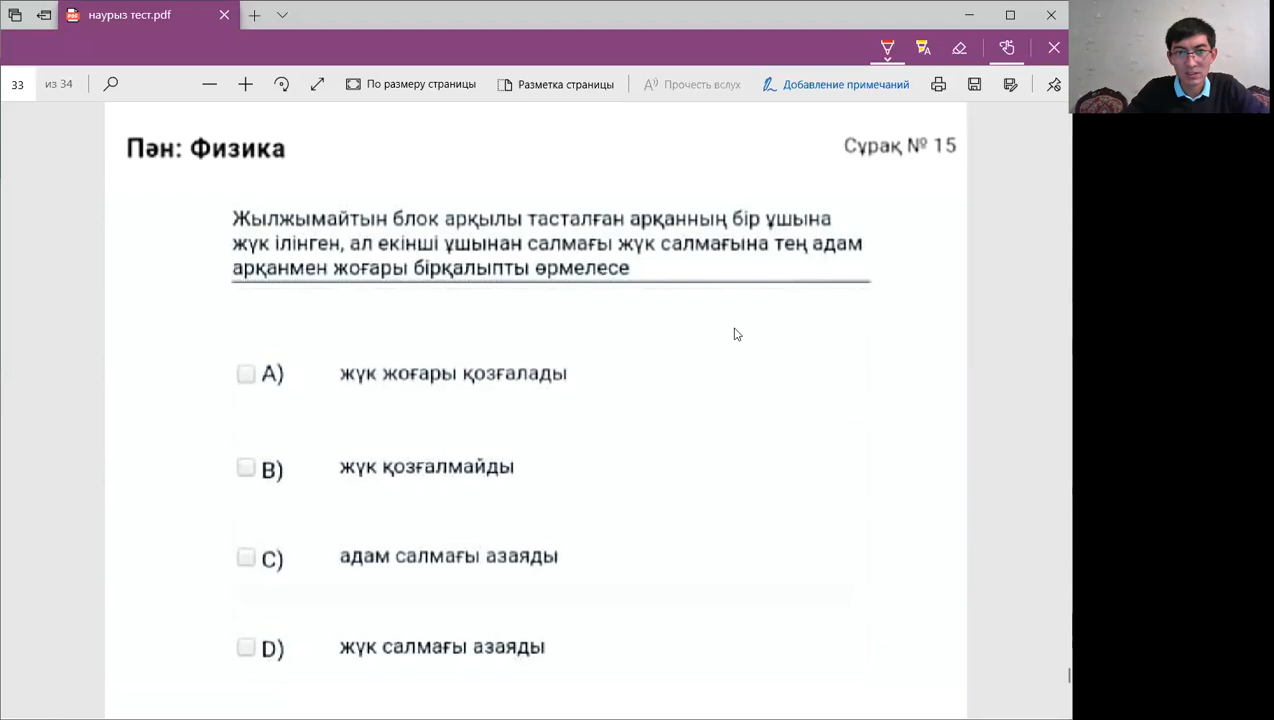 наурыз тест.pdf
33 из 34
По размеру страницы
Разметка страницы
Прочесть вслух
Добавление примечаний
Пән: Физика
Сұрақ № 15
Жылжымайтын блок арқылы тасталған арқанның бір ұшына
жүк ілінген, ал екінші ұшынан салмағы жүк салмағына тең адам
арқанмен жоғары бірқалыпты өрмелесе
A) жүк жоғары қозғалады
B) жүк қозғалмайды
C) адам салмағы азаяды
D) жүк салмағы азаяды